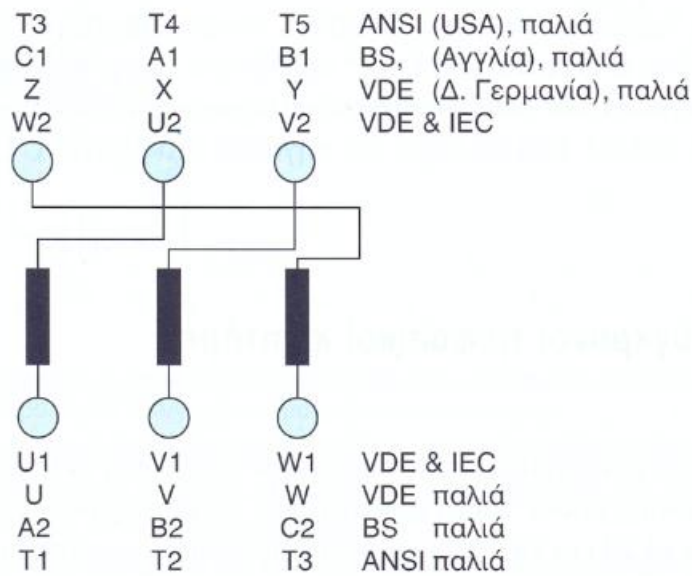 T3 T4 T5 ANSI (USA), παλιά
C1 A1 B1 BS, (Αγγλία), παλιά
Z X Y VDE (Δ. Γερμανία), παλιά
W2 U2 V2 VDE & IEC
U1 V1 W1 VDE & IEC
U V W VDE παλιά
A2 B2 C2 BS παλιά
T1 T2 T3 ANSI παλιά